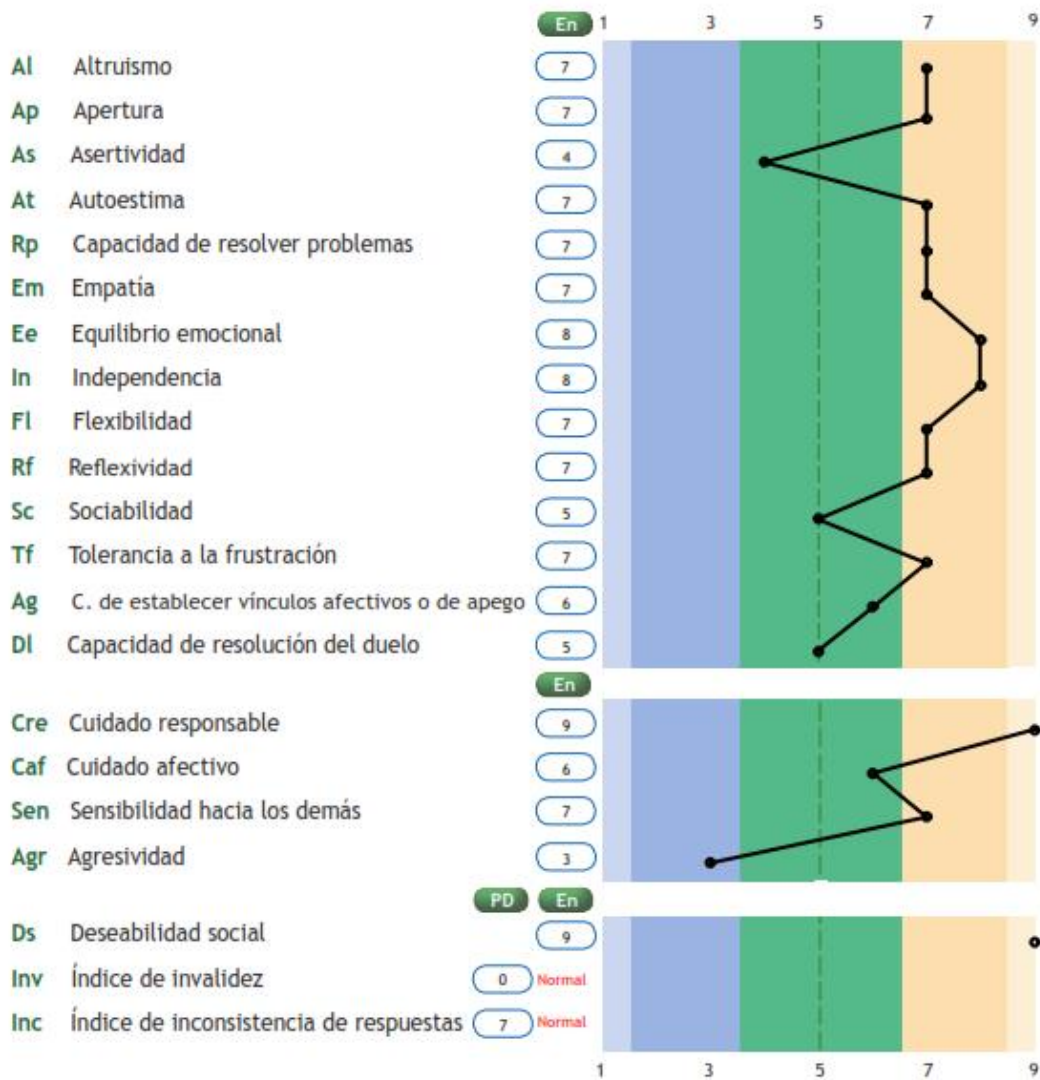 En 1 3 5 7 9
Al Altruismo 7
Ap Apertura 7
As Asertividad 4
At Autoestima 7
Rp Capacidad de resolver problemas 7
Em Empatía 7
Ee Equilibrio emocional 8
In Independencia 8
Fl Flexibilidad 7
Rf Reflexividad 7
Sc Sociabilidad 5
Tf Tolerancia a la frustración 7
Ag C. de establecer vínculos afectivos o de apego 6
Dl Capacidad de resolución del duelo 5
En
Cre Cuidado responsable 9
Caf Cuidado afectivo 6
Sen Sensibilidad hacia los demás 7
Agr Agresividad 3
PD En
Ds Deseabilidad social 9
Inv Índice de invalidez 0 Normal
Inc Índice de inconsistencia de respuestas 7 Normal
1 3 5 7 9